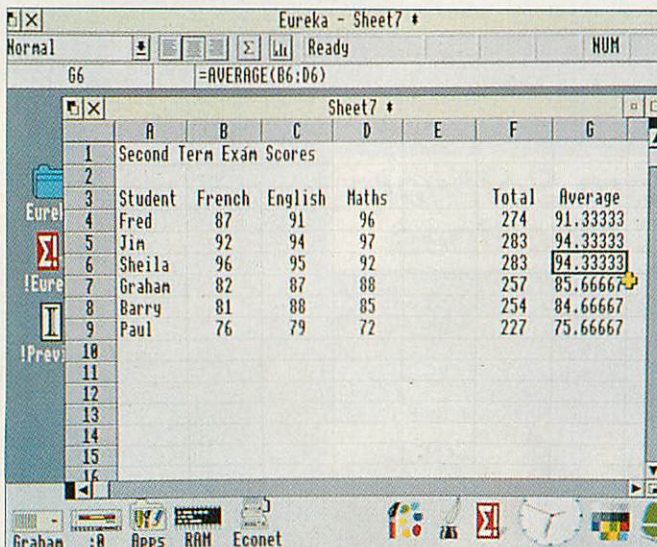 Eureka - Sheet7 *
Normal Σ Ready NUM
G6 =AVERAGE(B6:D6)
Sheet7 *
A B C D E F G
1 Second Term Exam Scores
2
3 Student French English Maths Total Average
4 Fred 87 91 96 274 91.33333
5 Jim 92 94 97 283 94.33333
6 Sheila 96 95 92 283 94.33333
7 Graham 82 87 88 257 85.66667
8 Barry 81 88 85 254 84.66667
9 Paul 76 79 72 227 75.66667
10
11
12
13
14
15
16
Eure
!Eure
!Previ
Graham :0 Apps RAM Econet